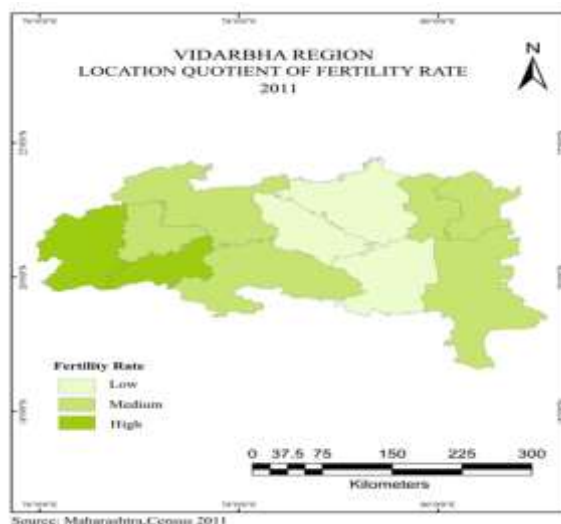 VIDARBHA REGION
LOCATION QUOTIENT OF FERTILITY RATE
2011
N
Fertility Rate
Low
Medium
High
0 37.5 75 150 225 300
Kilometers
Source: Maharashtra,Census 2011